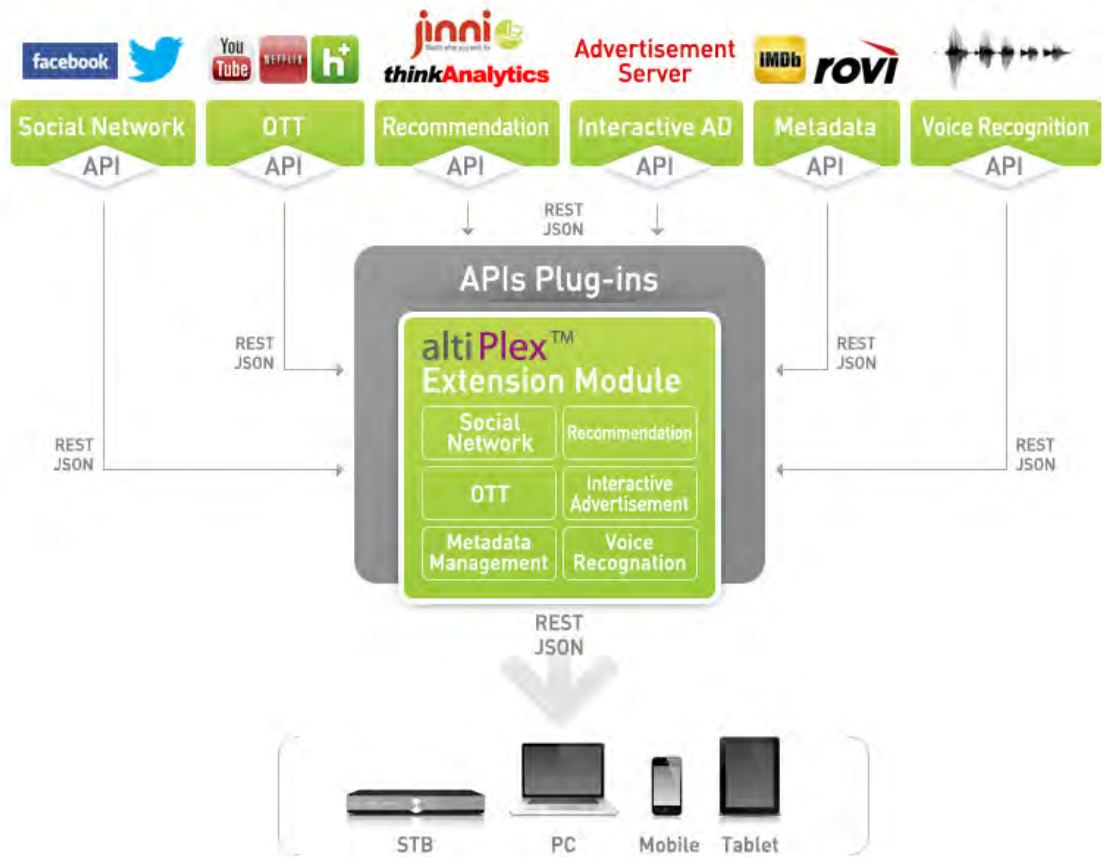 facebook
You
Tube
NETFLIX
h+
jinni
thinkAnalytics
Advertisement
Server
IMDb
rovi
Social Network
OTT
Recommendation
Interactive AD
Metadata
Voice Recognition
API
API
API
API
API
API
REST
JSON
APIs Plug-ins
REST
JSON
REST
JSON
altiPlex™
Extension Module
Social
Network
Recommendation
REST
JSON
REST
JSON
OTT
Interactive
Advertisement
Metadata
Management
Voice
Recognation
REST
JSON
STB
PC
Mobile
Tablet